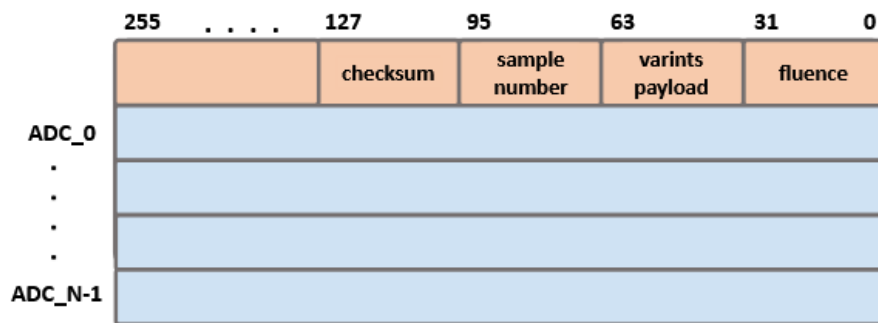 255 . . . . 127 95 63 31 0
checksum sample number varints payload fluence
ADC_0
.
.
.
.
ADC_N-1